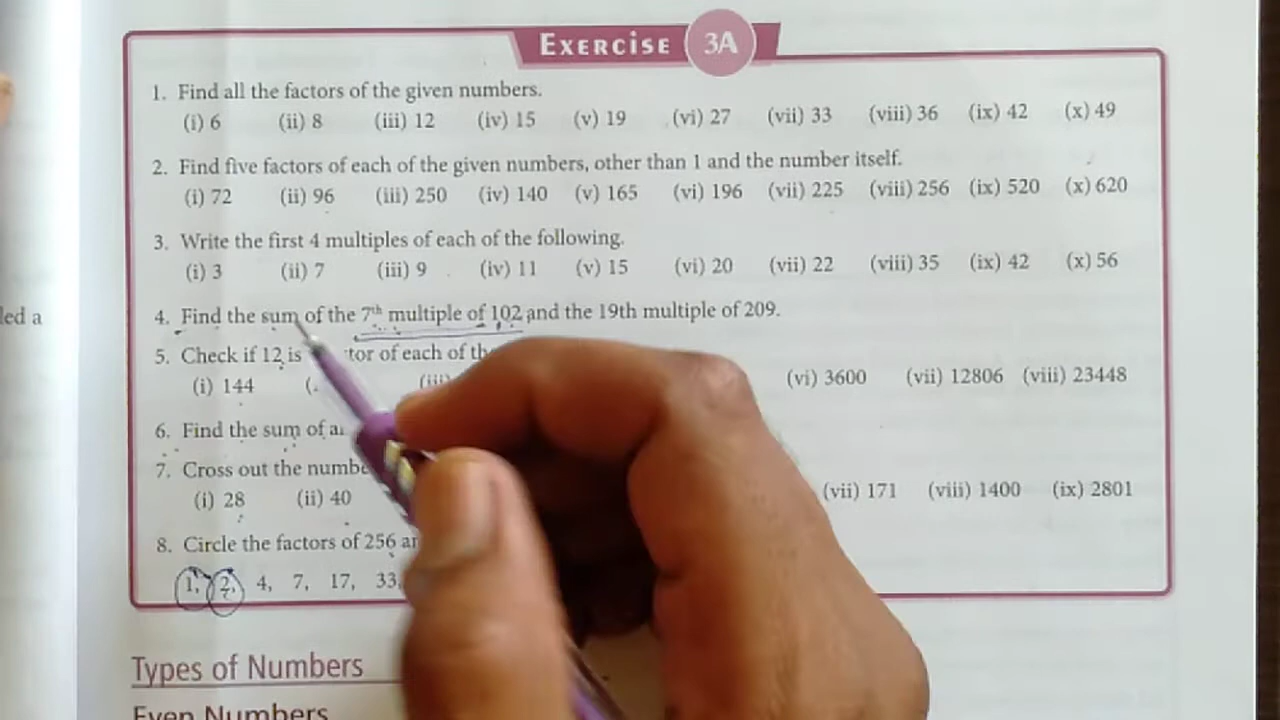 EXERCISE 3A
1. Find all the factors of the given numbers.
(i) 6 (ii) 8 (iii) 12 (iv) 15 (v) 19 (vi) 27 (vii) 33 (viii) 36 (ix) 42 (x) 49
2. Find five factors of each of the given numbers, other than 1 and the number itself.
(i) 72 (ii) 96 (iii) 250 (iv) 140 (v) 165 (vi) 196 (vii) 225 (viii) 256 (ix) 520 (x) 620
3. Write the first 4 multiples of each of the following.
(i) 3 (ii) 7 (iii) 9 (iv) 11 (v) 15 (vi) 20 (vii) 22 (viii) 35 (ix) 42 (x) 56
led a
4. Find the sum of the 7th multiple of 102 and the 19th multiple of 209.
5. Check if 12 is tor of each of
(i) 144 (iii) (vi) 3600 (vii) 12806 (viii) 23448
6. Find the sum of
7. Cross out the
(i) 28 (ii) 40 (vii) 171 (viii) 1400 (ix) 2801
8. Circle the factors of 256
1, 2, 4, 7, 17, 33,
Types of Numbers
Even Numbers